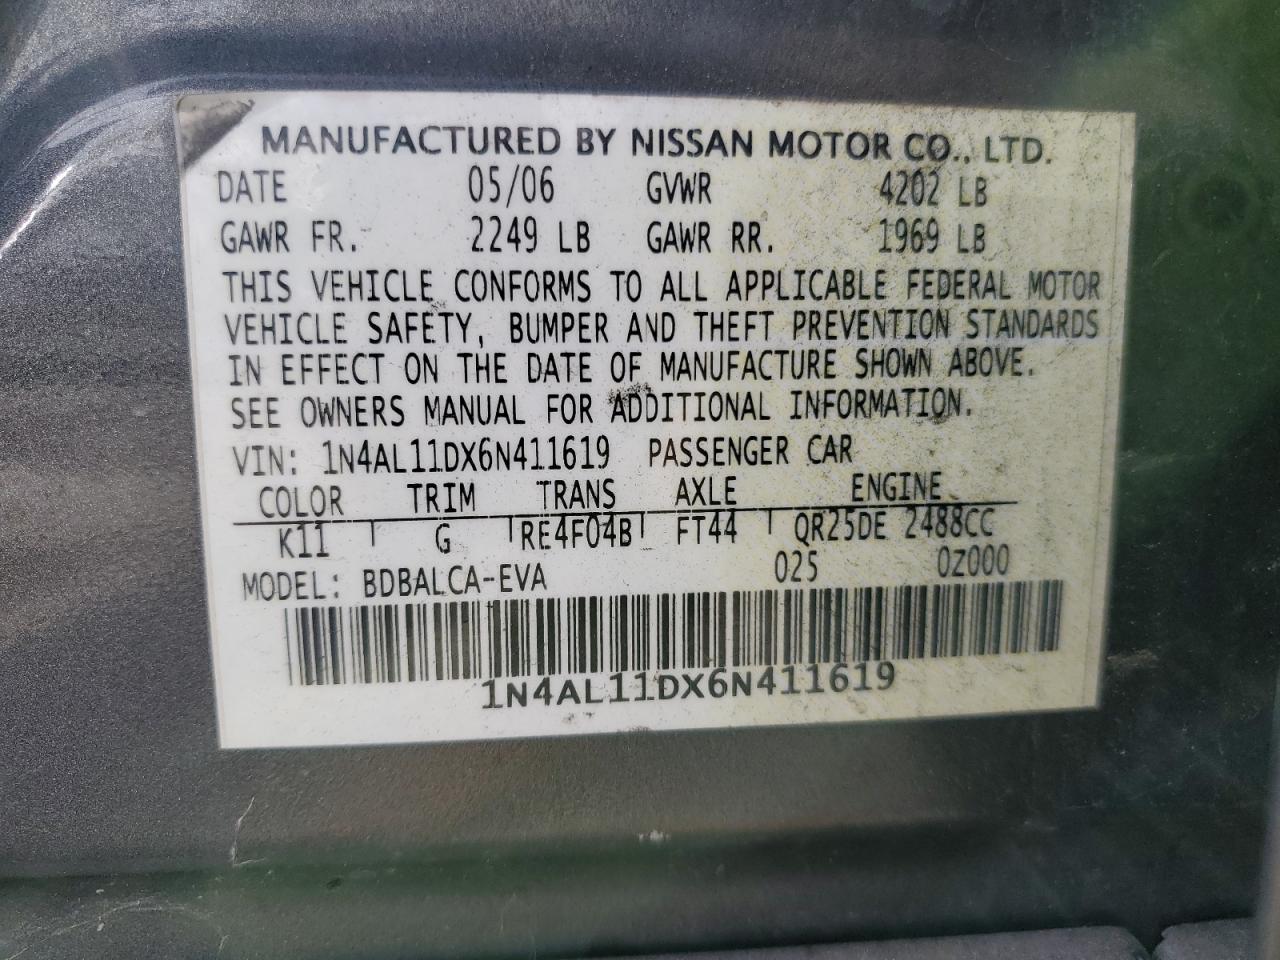 MANUFACTURED BY NISSAN MOTOR CO., LTD.
DATE 05/06 GVWR 4202 LB
GAWR FR. 2249 LB GAWR RR. 1969 LB
THIS VEHICLE CONFORMS TO ALL APPLICABLE FEDERAL MOTOR
VEHICLE SAFETY, BUMPER AND THEFT PREVENTION STANDARDS
IN EFFECT ON THE DATE OF MANUFACTURE SHOWN ABOVE.
SEE OWNERS MANUAL FOR ADDITIONAL INFORMATION.
VIN: 1N4AL11DX6N411619 PASSENGER CAR
COLOR TRIM TRANS AXLE ENGINE
K11 G RE4F04B FT44 QR25DE 2488CC
MODEL: BDBALCA-EVA 025 0Z000
1N4AL11DX6N411619